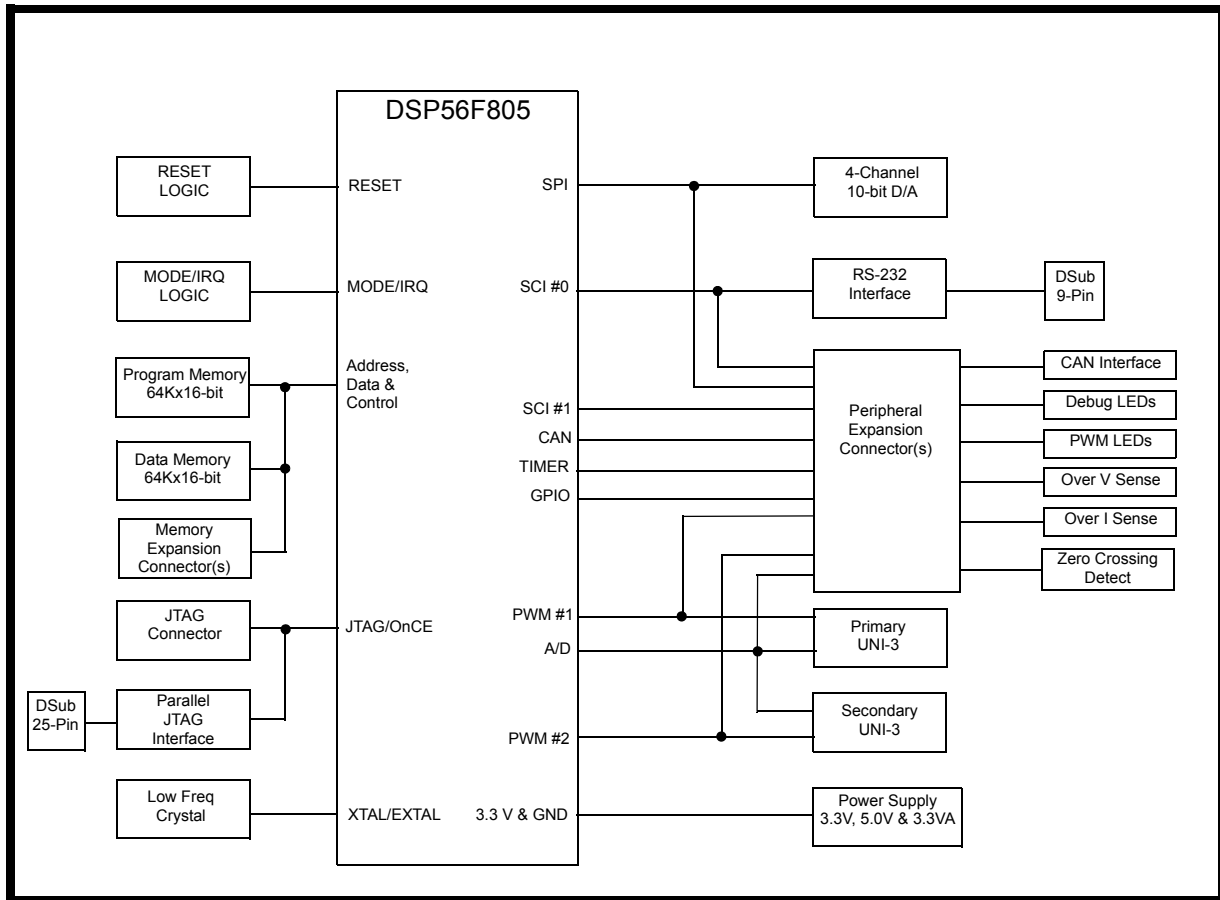 DSP56F805
RESET
LOGIC
RESET
SPI
4-Channel
10-bit D/A
MODE/IRQ
LOGIC
MODE/IRQ
SCI #0
RS-232
Interface
DSub
9-Pin
Program Memory
64Kx16-bit
Address,
Data &
Control
Data Memory
64Kx16-bit
Memory
Expansion
Connector(s)
SCI #1
CAN
TIMER
GPIO
Peripheral
Expansion
Connector(s)
CAN Interface
Debug LEDs
PWM LEDs
Over V Sense
Over I Sense
Zero Crossing
Detect
JTAG
Connector
JTAG/OnCE
PWM #1
A/D
Primary
UNI-3
DSub
25-Pin
Parallel
JTAG
Interface
PWM #2
Secondary
UNI-3
Low Freq
Crystal
XTAL/EXTAL
3.3 V & GND
Power Supply
3.3V, 5.0V & 3.3VA